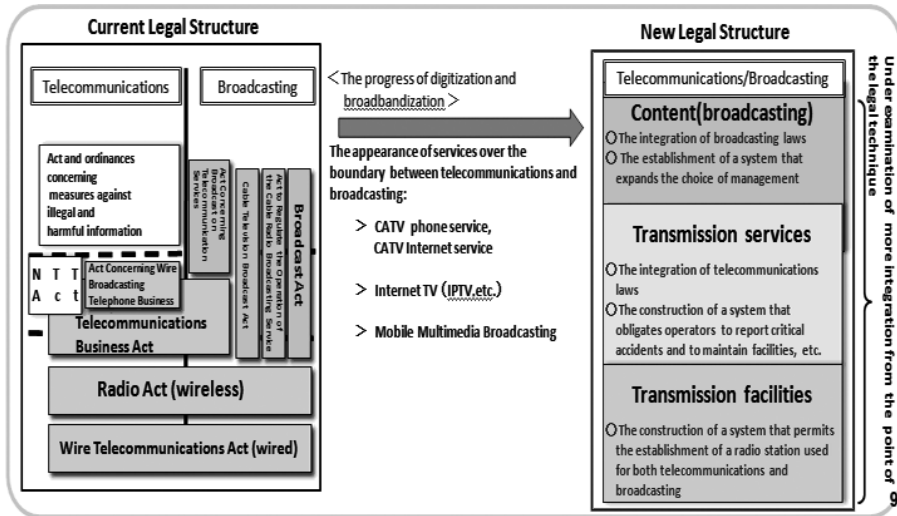 Current Legal Structure
Telecommunications
Broadcasting
Act and ordinances
concerning
measures against
illegal and
harmful information
Act Concerning
Broadcast on
Telecommunication
Services
Cable Television Broadcast Act
Act to Regulate the Operation of
the Cable Radio Broadcasting Service
Broadcast Act
N T T
A c t
Act Concerning Wire
Broadcasting
Telephone Business
Telecommunications
Business Act
Radio Act (wireless)
Wire Telecommunications Act (wired)
＜The progress of digitization and
broadbandization＞
The appearance of services over the
boundary between telecommunications and
broadcasting:
＞ CATV phone service,
CATV Internet service
＞ Internet TV (IPTV,etc.)
＞ Mobile Multimedia Broadcasting
New Legal Structure
Telecommunications/Broadcasting
Content(broadcasting)
○The integration of broadcasting laws
○ The establishment of a system that
expands the choice of management
Transmission services
○The integration of telecommunications
laws
○The construction of a system that
obligates operators to report critical
accidents and to maintain facilities, etc.
Transmission facilities
○The construction of a system that permits
the establishment of a radio station used
for both telecommunications and
broadcasting
Under examination of more integration from the point of
the legal technique
9